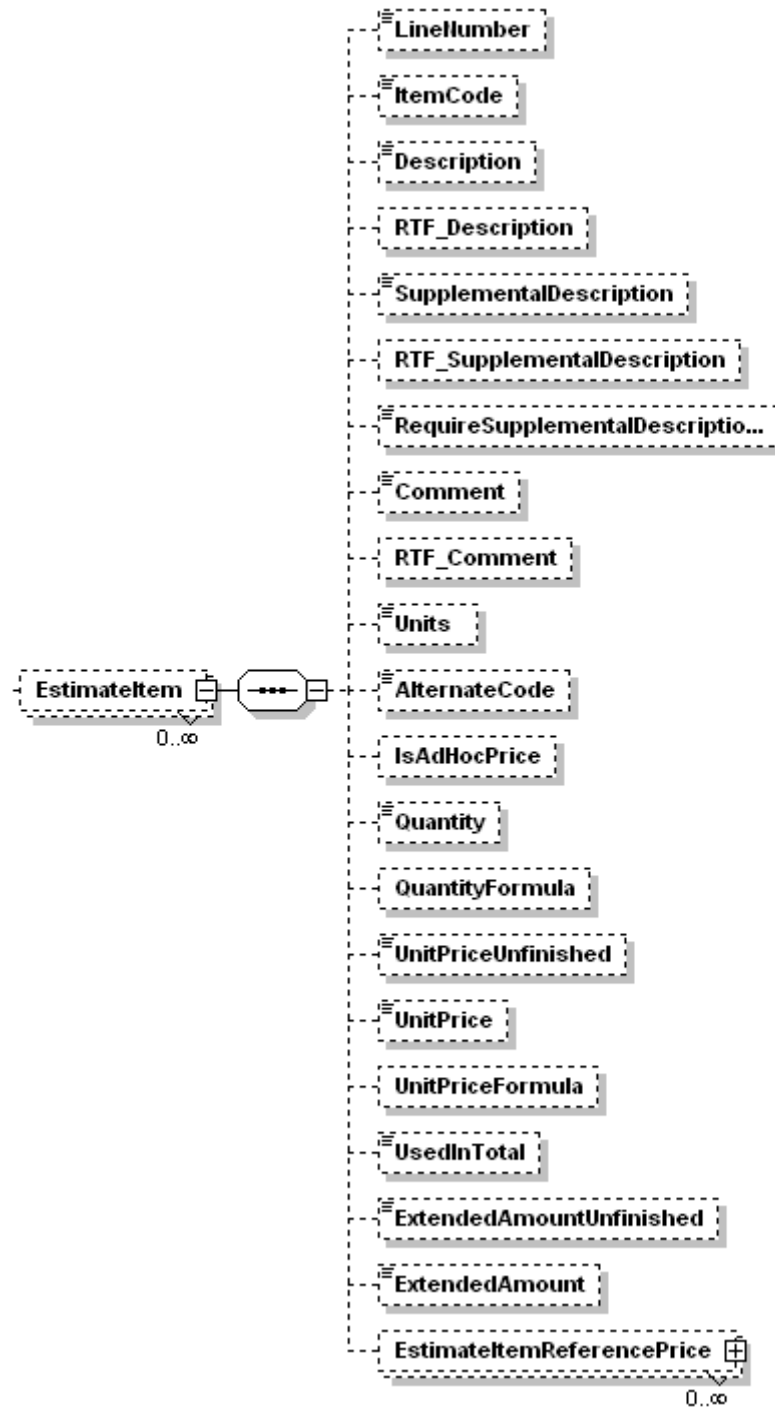 LineNumber
ItemCode
Description
RTF_Description
SupplementalDescription
RTF_SupplementalDescription
RequireSupplementalDescriptio...
Comment
RTF_Comment
Units
EstimateItem
0..∞
AlternateCode
IsAdHocPrice
Quantity
QuantityFormula
UnitPriceUnfinished
UnitPrice
UnitPriceFormula
UsedInTotal
ExtendedAmountUnfinished
ExtendedAmount
EstimateItemReferencePrice
0..∞